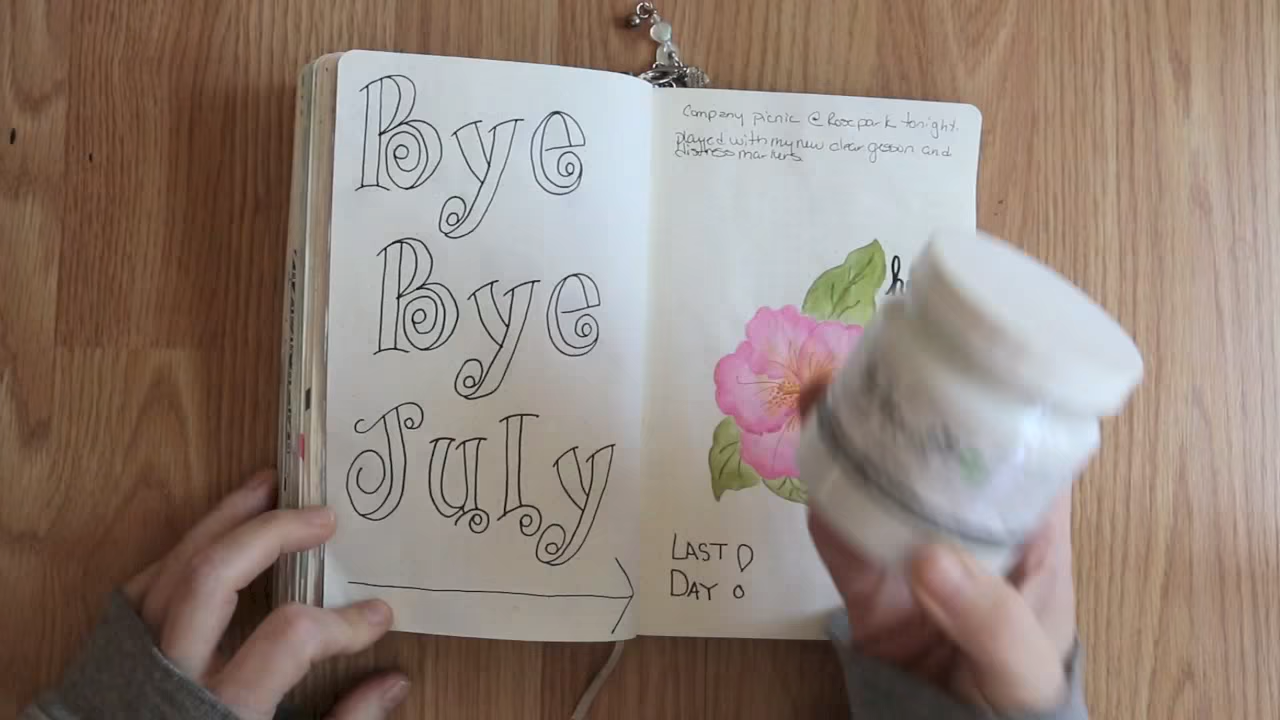 Bye
Bye
July
Company picnic @ Rose park tonight.
played with my new clear gesson and
distress markers
h
LAST
DAY!